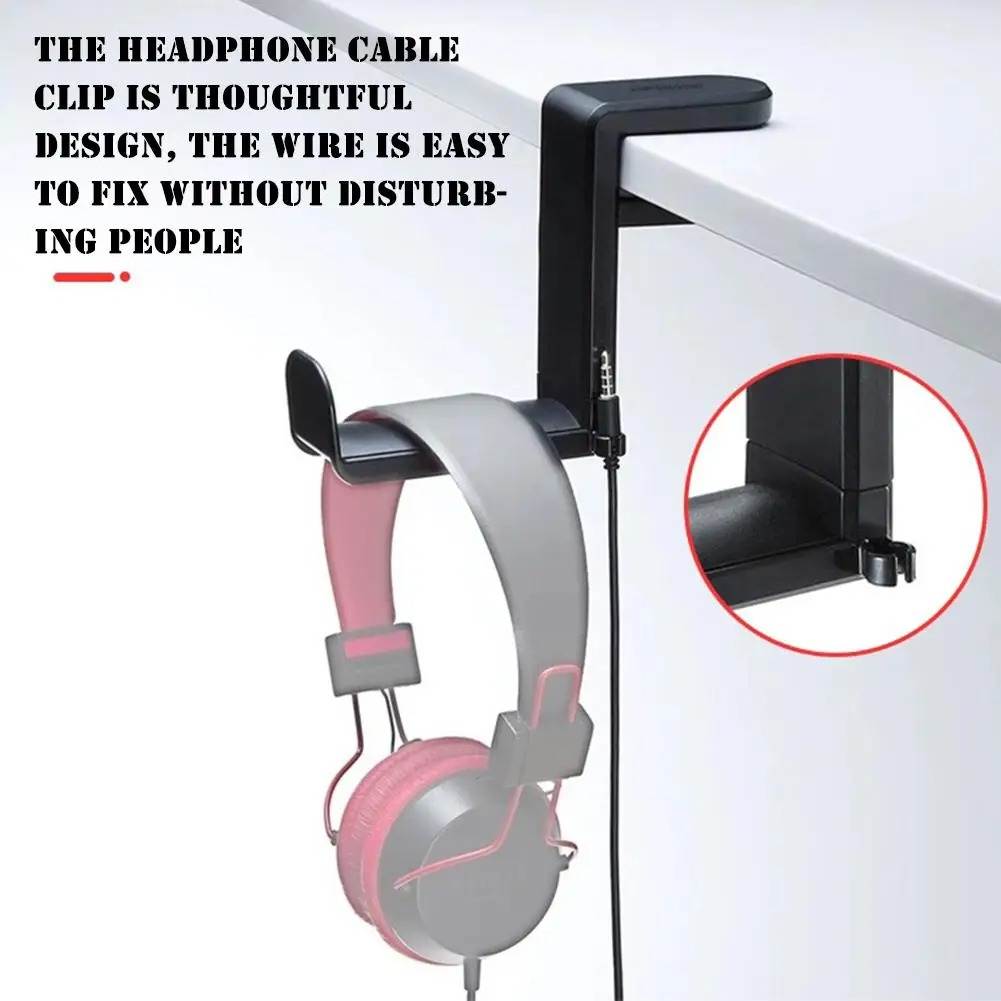 THE HEADPHONE CABLE
CLIP IS THOUGHTFUL
DESIGN, THE WIRE IS EASY
TO FIX WITHOUT DISTURB-
ING PEOPLE